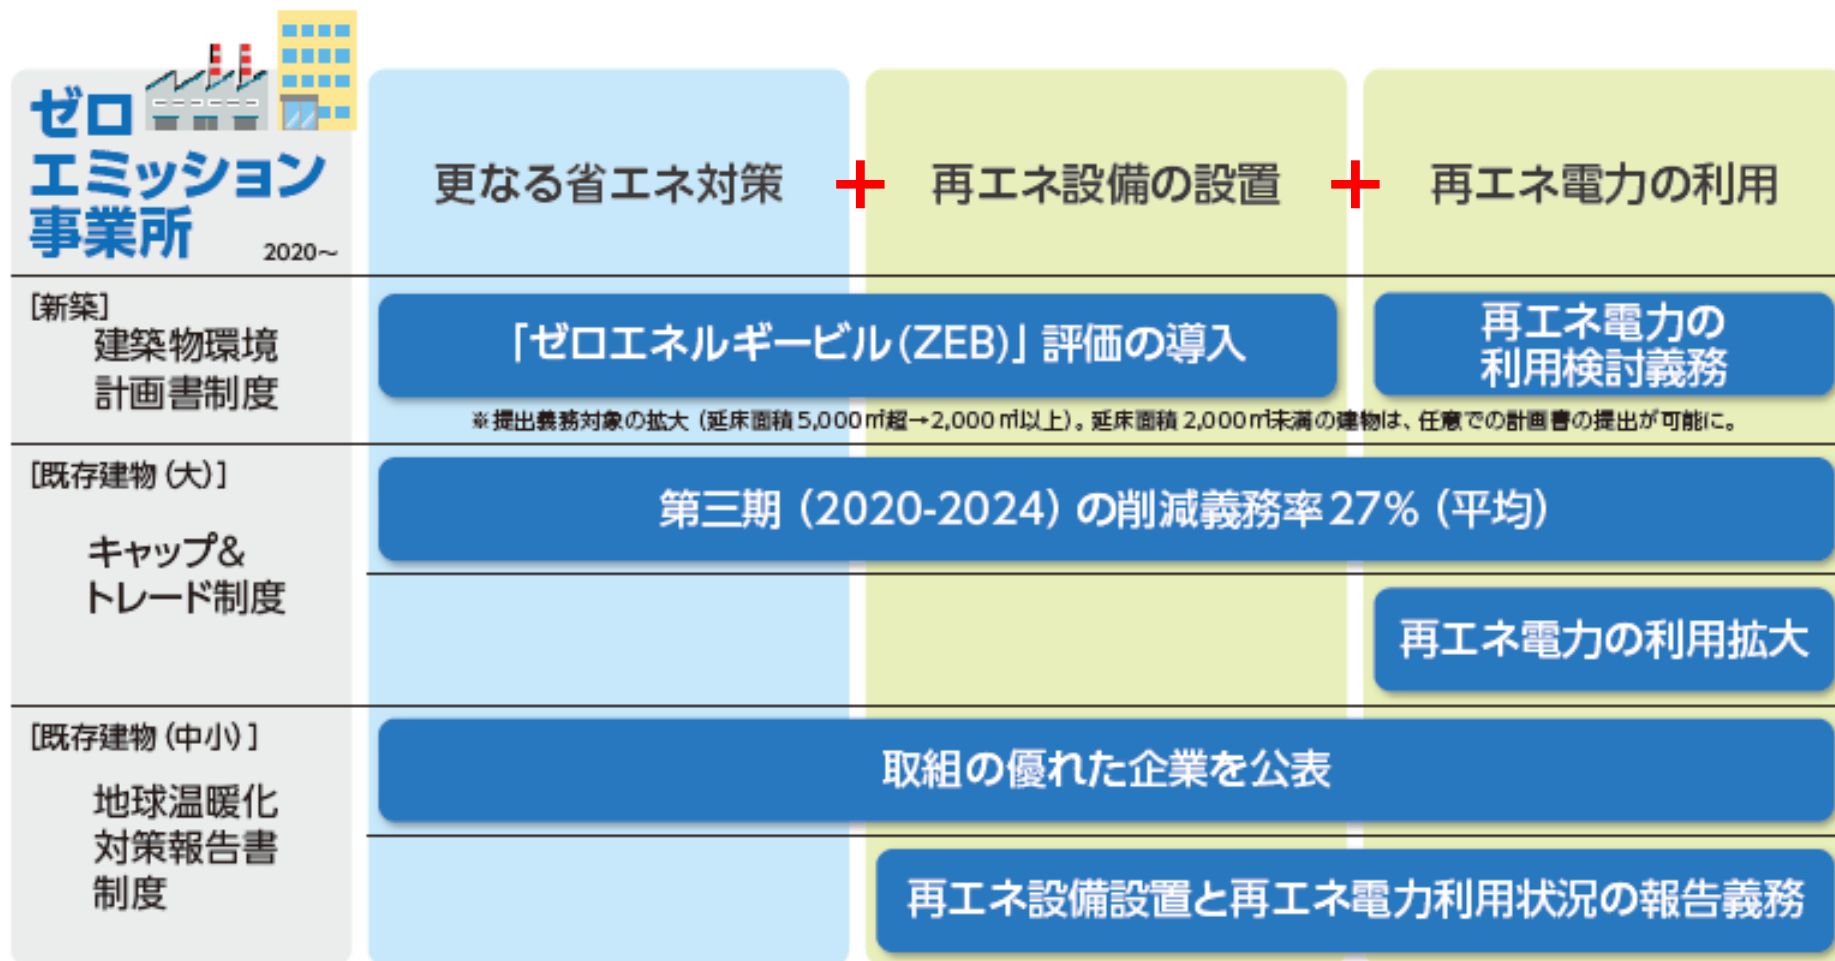 ゼロ
エミッション
事業所
2020～
更なる省エネ対策
+
再エネ設備の設置
+
再エネ電力の利用
[新築]
建築物環境
計画書制度
「ゼロエネルギービル(ZEB)」評価の導入
再エネ電力の
利用検討義務
※提出義務対象の拡大（延床面積5,000㎡超→2,000㎡以上）。延床面積2,000㎡未満の建物は、任意での計画書の提出が可能に。
[既存建物（大）]
キャップ&
トレード制度
第三期（2020-2024）の削減義務率27%（平均）
再エネ電力の利用拡大
[既存建物（中小）]
地球温暖化
対策報告書
制度
取組の優れた企業を公表
再エネ設備設置と再エネ電力利用状況の報告義務